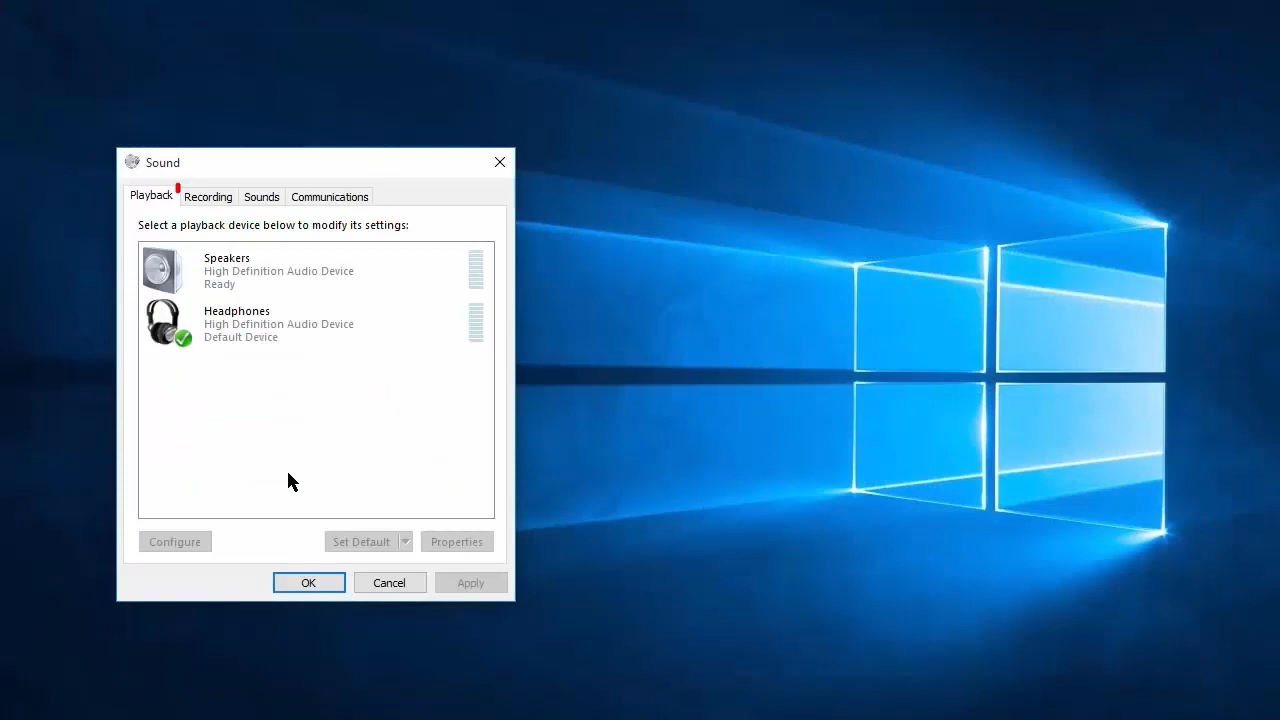 Sound
Playback
Recording
Sounds
Communications
Select a playback device below to modify its settings:
Speakers
High Definition Audio Device
Ready
Headphones
High Definition Audio Device
Default Device
Configure
Set Default
Properties
OK
Cancel
Apply